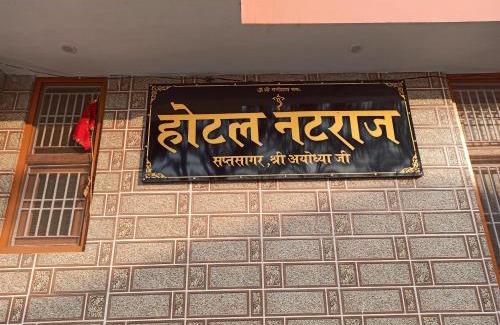 होटल नटराज
सप्तसागर, श्री अयोध्या जी